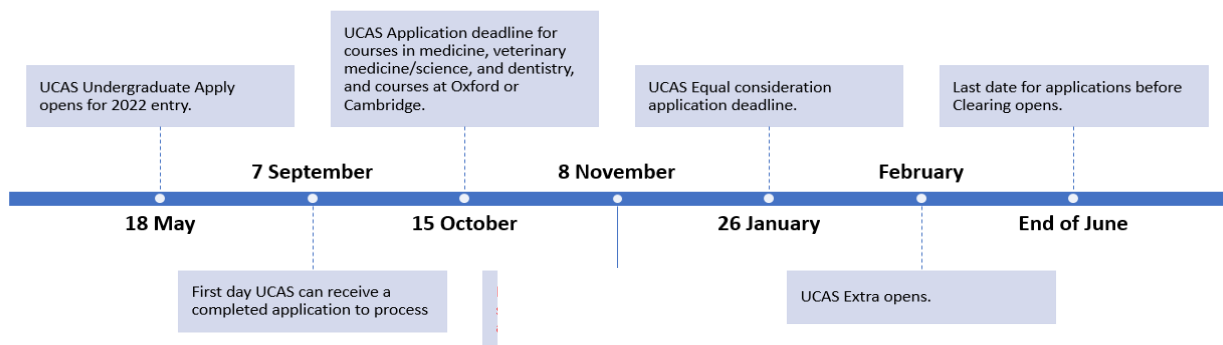 UCAS Undergraduate Apply
opens for 2022 entry.
UCAS Application deadline for
courses in medicine, veterinary
medicine/science, and dentistry,
and courses at Oxford or
Cambridge.
UCAS Equal consideration
application deadline.
Last date for applications before
Clearing opens.
7 September
8 November
February
18 May
15 October
26 January
End of June
First day UCAS can receive a
completed application to process
UCAS Extra opens.